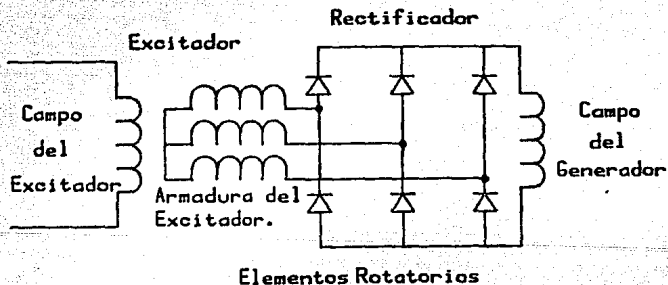 Rectificador
Excitador
Campo
del
Excitador
Armadura del
Excitador.
Campo
del
Generador
Elementos Rotatorios